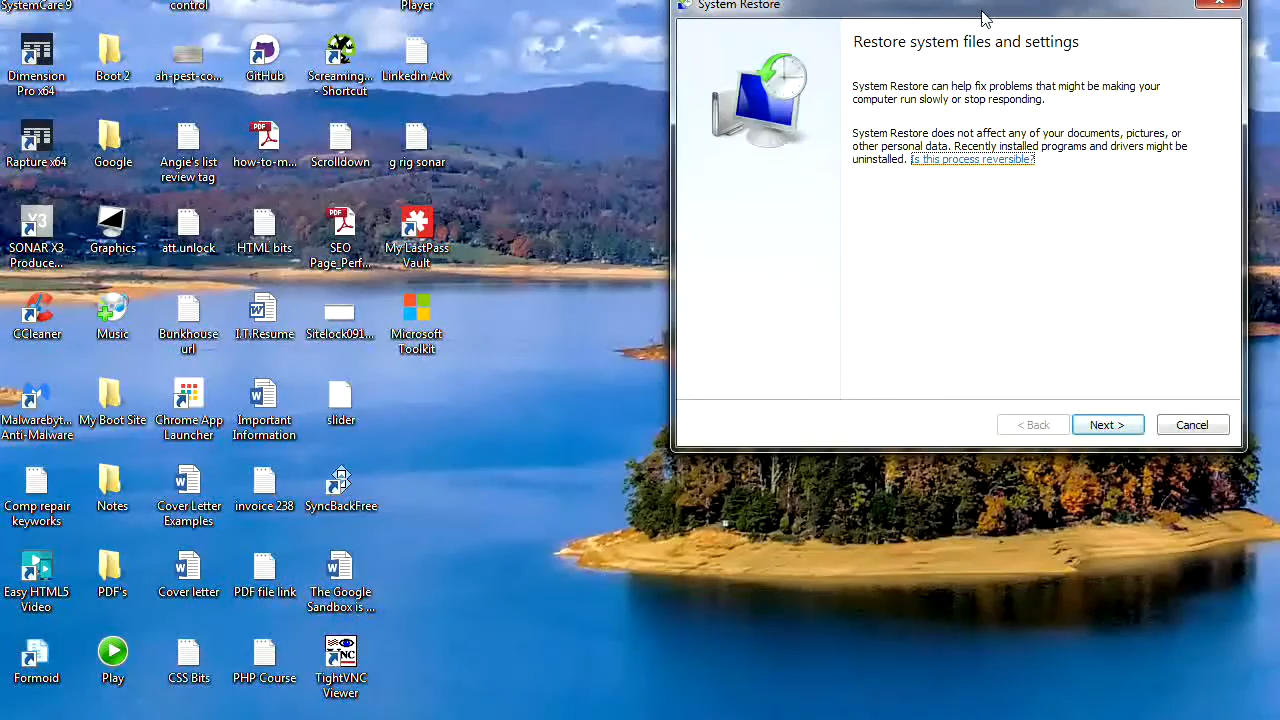 SystemCare 9
control
Player
Dimension
Pro x64
Boot 2
ah-pest-co...
GitHub
Screaming...
- Shortcut
Linkedin Adv
Rapture x64
Google
Angie's list
review tag
PDF
how-to-m...
Scrolldown
g rig sonar
X3
SONAR X3
Produce...
Graphics
att.unlock
HTML bits
PDF
SEO
Page_Perf...
My LastPass
Vault
CCleaner
Music
Bunkhouse
url
I.T.Resume
Sitelock091...
Microsoft
Toolkit
Malwarebyt...
Anti-Malware
My Boot Site
Chrome App
Launcher
Important
Information
slider
Comp repair
keyworks
Notes
Cover Letter
Examples
invoice 238
SyncBackFree
Easy HTML5
Video
PDF's
Cover letter
PDF file link
The Google
Sandbox is ...
Formoid
Play
CSS Bits
PHP Course
TightVNC
Viewer
System Restore
Restore system files and settings
System Restore can help fix problems that might be making your
computer run slowly or stop responding.
System Restore does not affect any of your documents, pictures, or
other personal data. Recently installed programs and drivers might be
uninstalled. Is this process reversible?
< Back
Next >
Cancel